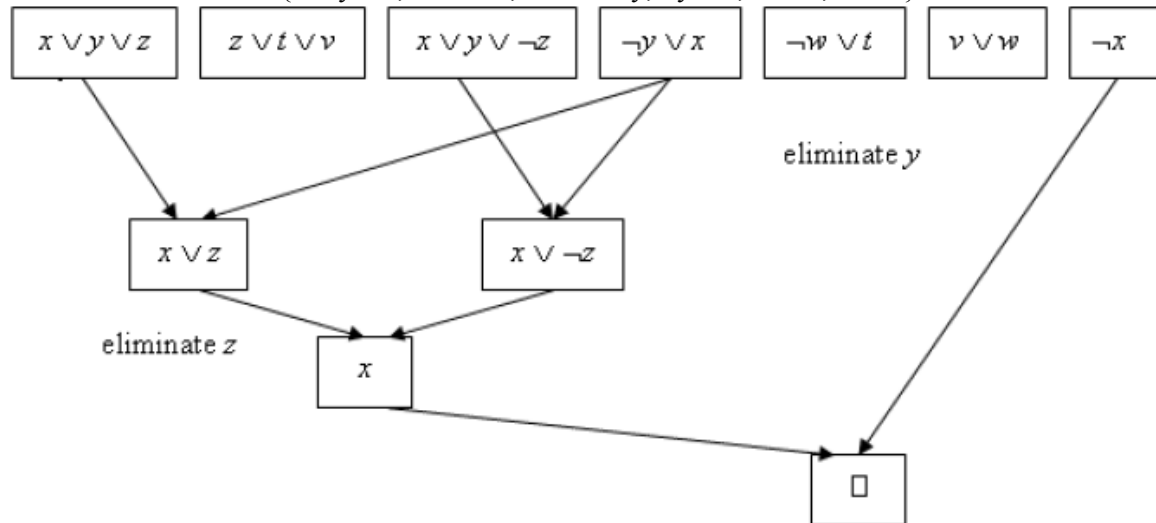 x ∨ y ∨ z
z ∨ t ∨ v
x ∨ y ∨ ¬z
¬y ∨ x
¬w ∨ t
v ∨ w
¬x
eliminate y
x ∨ z
x ∨ ¬z
eliminate z
x
□